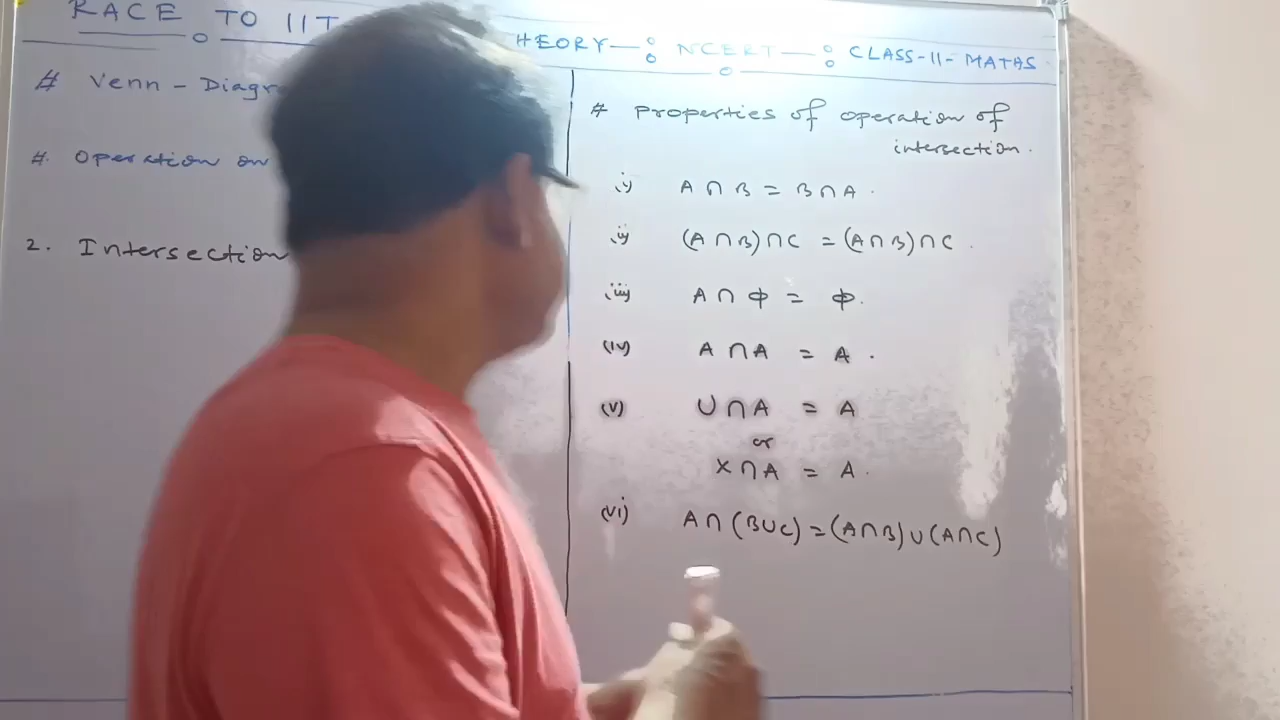 RACE TO IIT
HEORY—: NCERT—: CLASS-11-MATHS
# Venn - Diagr
# Operation on
2. Intersection
# Properties of operation of
intersection.
(i) A ∩ B = B ∩ A.
(ii) (A ∩ B) ∩ C = (A ∩ B) ∩ C.
(iii) A ∩ ϕ = ϕ.
(iv) A ∩ A = A.
(v) U ∩ A = A
or
X ∩ A = A.
(vi) A ∩ (B ∪ C) = (A ∩ B) ∪ (A ∩ C)